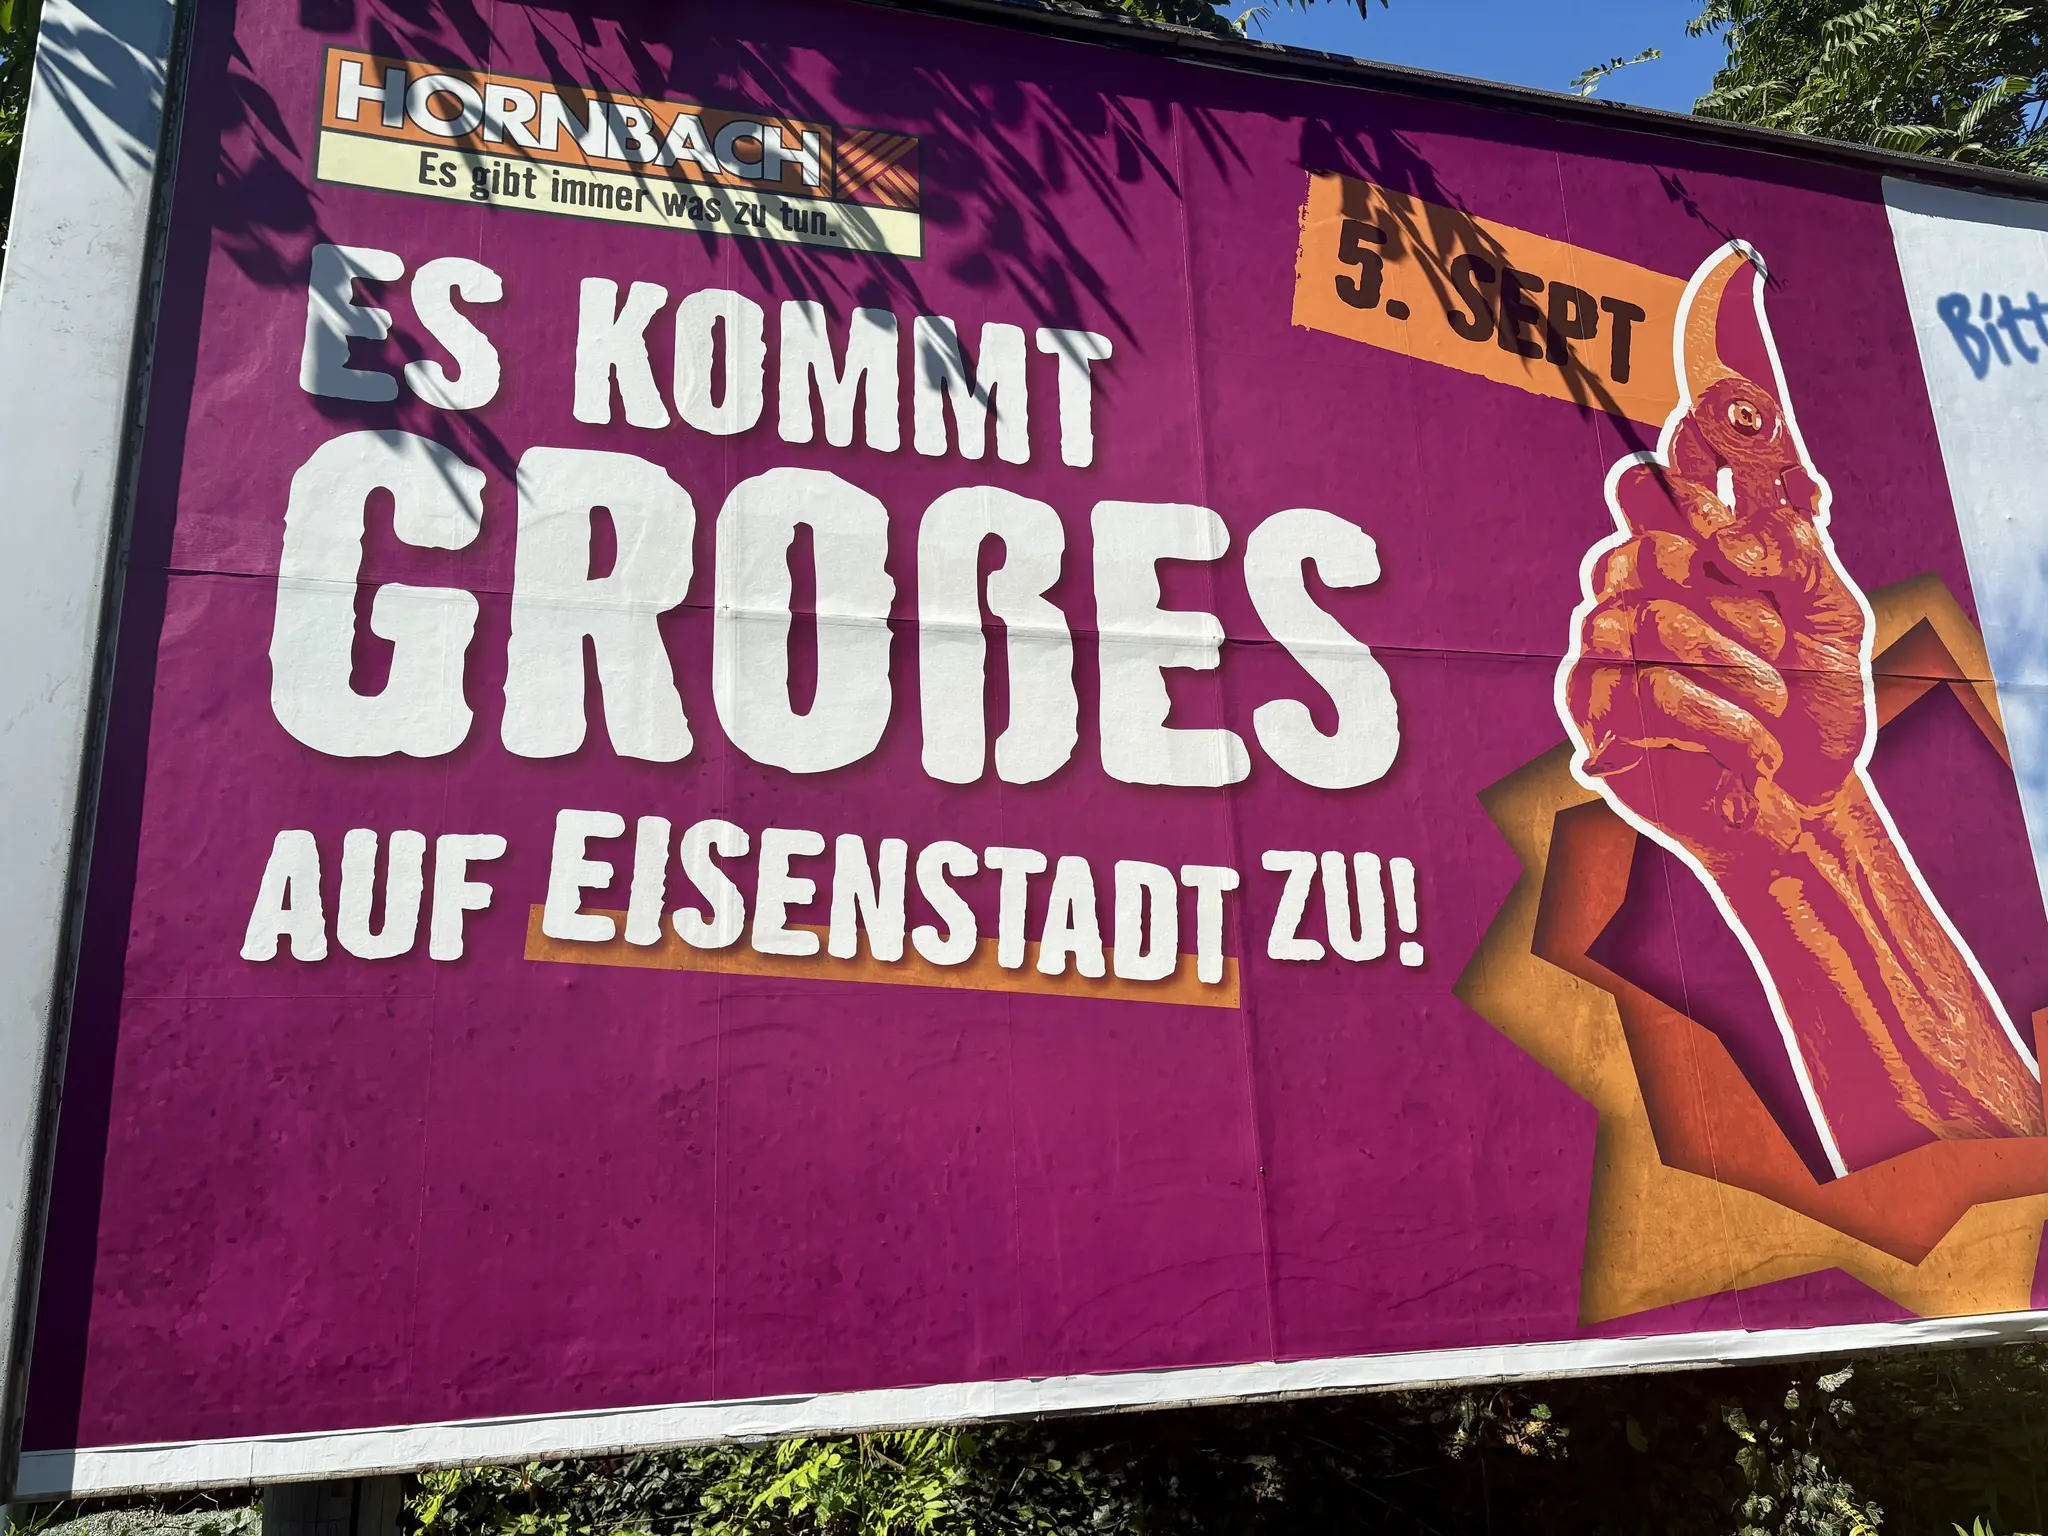 HORNBACH
Es gibt immer was zu tun.
ES KOMMT
GROßES
AUF EISENSTADT ZU!
5. SEPT